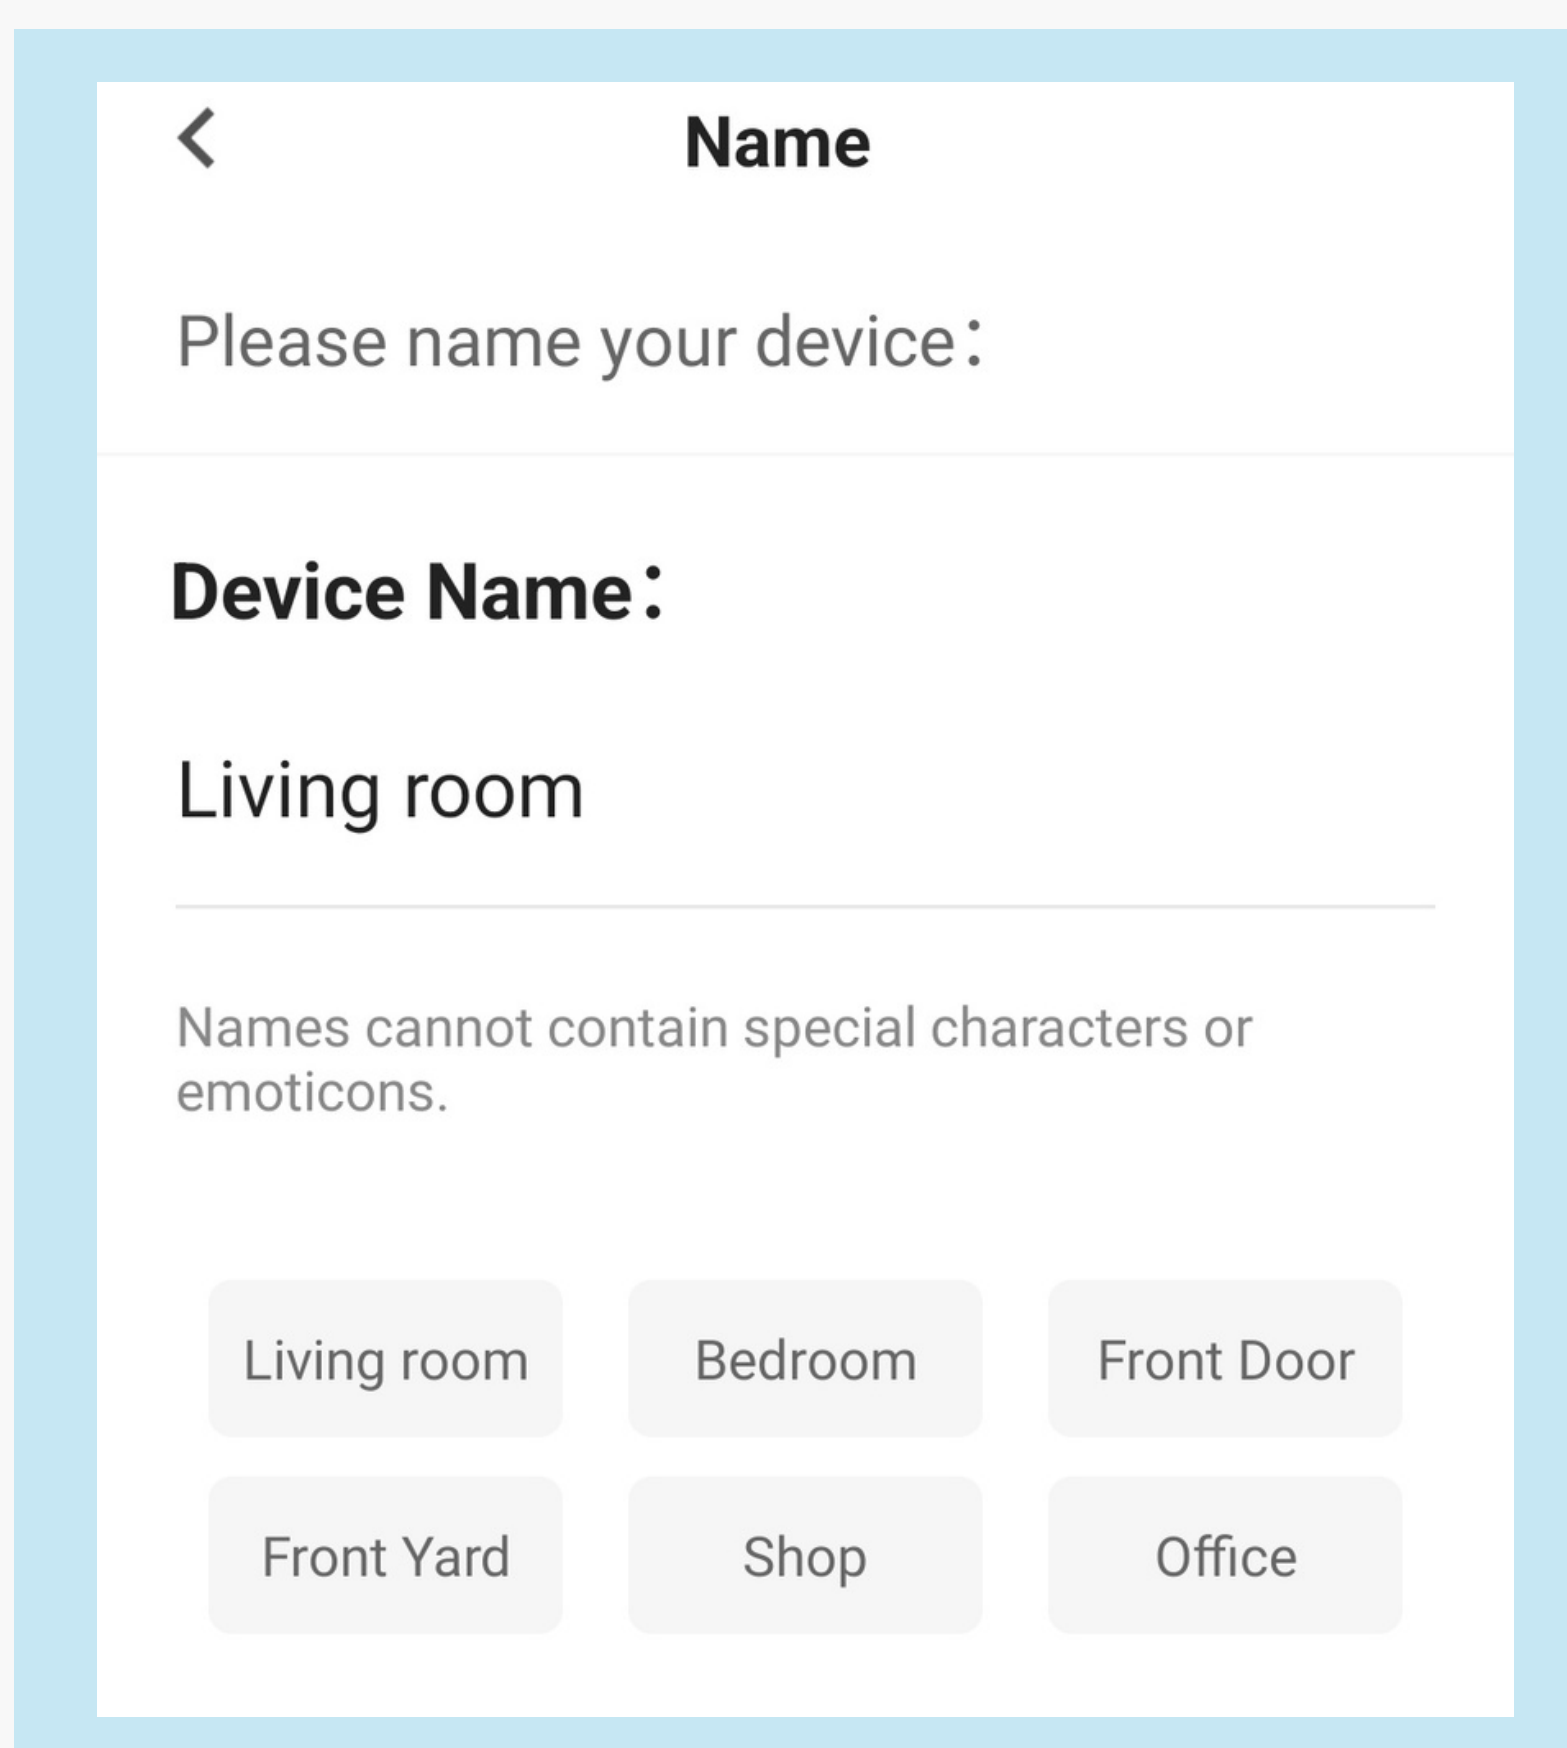 Name
Please name your device：
Device Name：
Living room
Names cannot contain special characters or
emoticons.
Living room Bedroom Front Door
Front Yard Shop Office